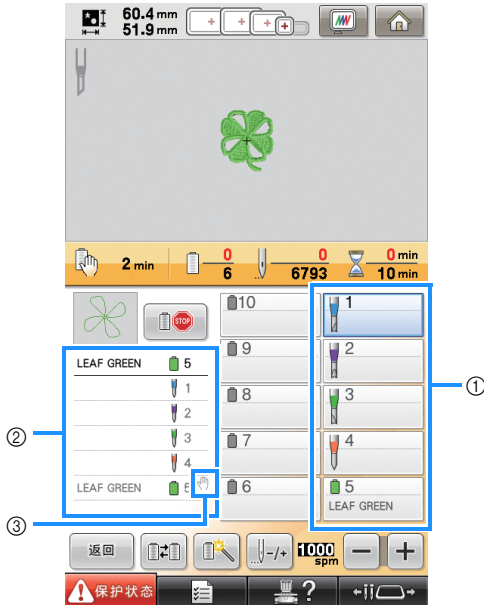 60.4 mm
51.9 mm
2 min
0
6
0
6793
0 min
10 min
STOP
10
1
LEAF GREEN 5
9
2
1
8
3
2
3
7
4
4
LEAF GREEN 5
6
5
LEAF GREEN
①
②
③
返回
-/+
1000
spm
− +
保护状态
?